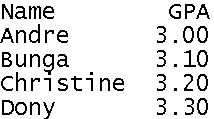 Name GPA
Andre 3.00
Bunga 3.10
Christine 3.20
Dony 3.30